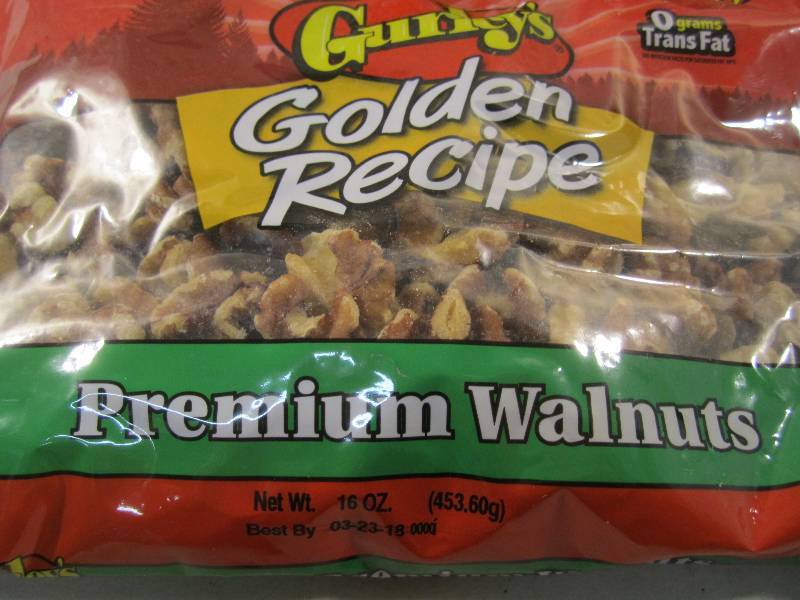 Gurley's
0 grams
Trans Fat
Golden
Recipe
Premium Walnuts
Net Wt. 16 OZ. (453.60g)
Best By 03-23-18 0000